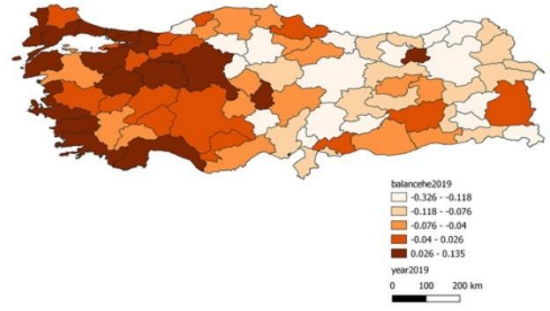 balancehe2019
-0.326 - -0.118
-0.118 - -0.076
-0.076 - -0.04
-0.04 - 0.026
0.026 - 0.135
year2019
0 100 200 km